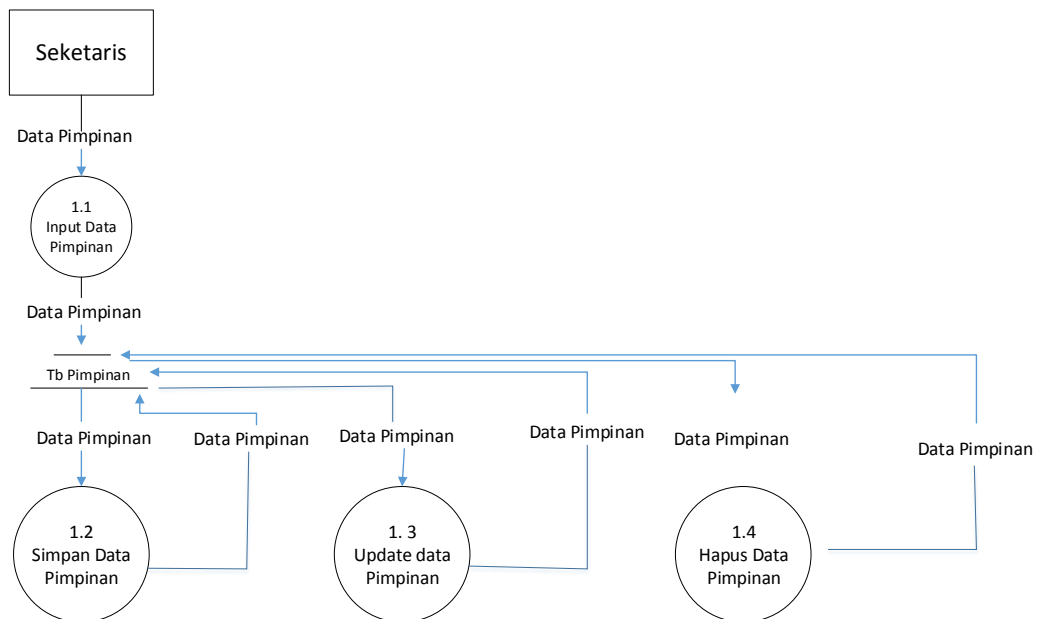 Seketaris
Data Pimpinan
1.1
Input Data
Pimpinan
Data Pimpinan
Tb Pimpinan
Data Pimpinan
Data Pimpinan
Data Pimpinan
Data Pimpinan
Data Pimpinan
Data Pimpinan
1.2
Simpan Data
Pimpinan
1. 3
Update data
Pimpinan
1.4
Hapus Data
Pimpinan